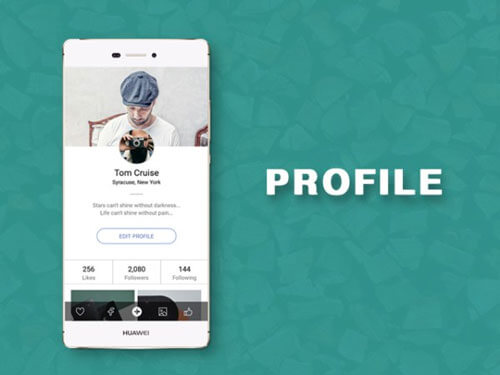 Tom Cruise
Syracuse, New York
Stars can't shine without darkness...
Life can't shine without pain...
EDIT PROFILE
256
Likes
2,080
Followers
144
Following
HUAWEI
PROFILE